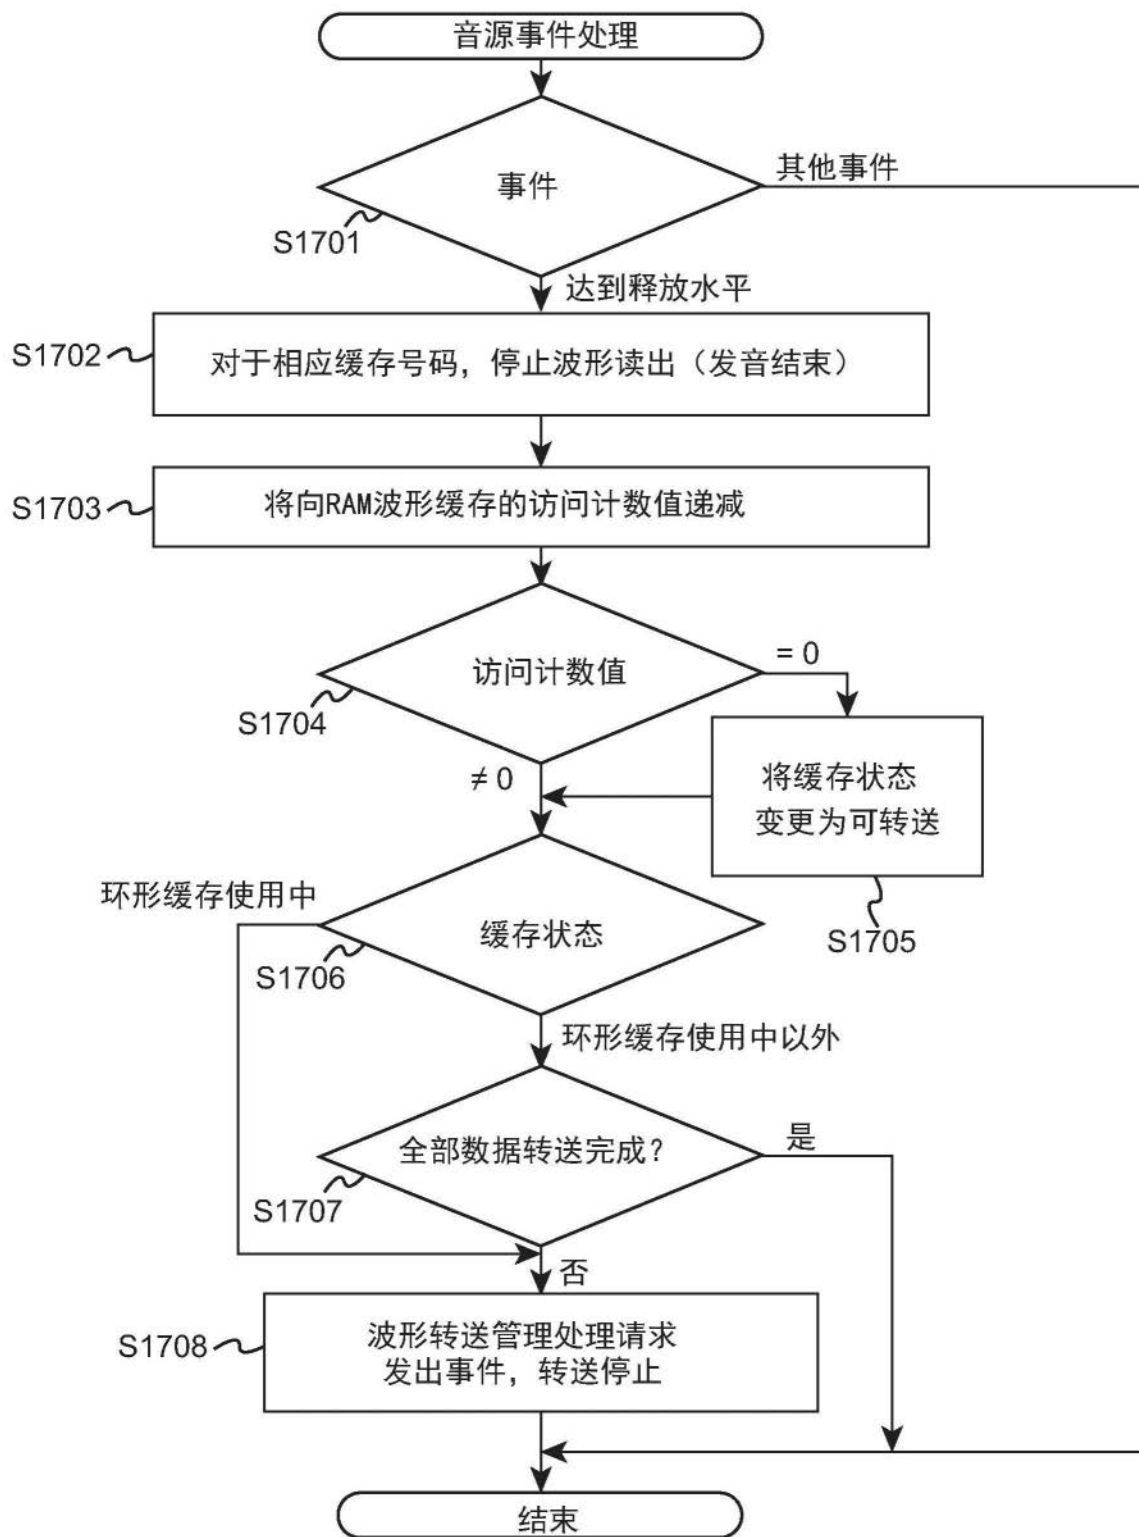 音源事件处理
事件
其他事件
S1701
达到释放水平
S1702
对于相应缓存号码，停止波形读出（发音结束）
S1703
将向RAM波形缓存的访问计数值递减
访问计数值
= 0
S1704
≠ 0
将缓存状态
变更为可转送
S1705
环形缓存使用中
缓存状态
S1706
环形缓存使用中以外
全部数据转送完成？
是
S1707
否
S1708
波形转送管理处理请求
发出事件，转送停止
结束